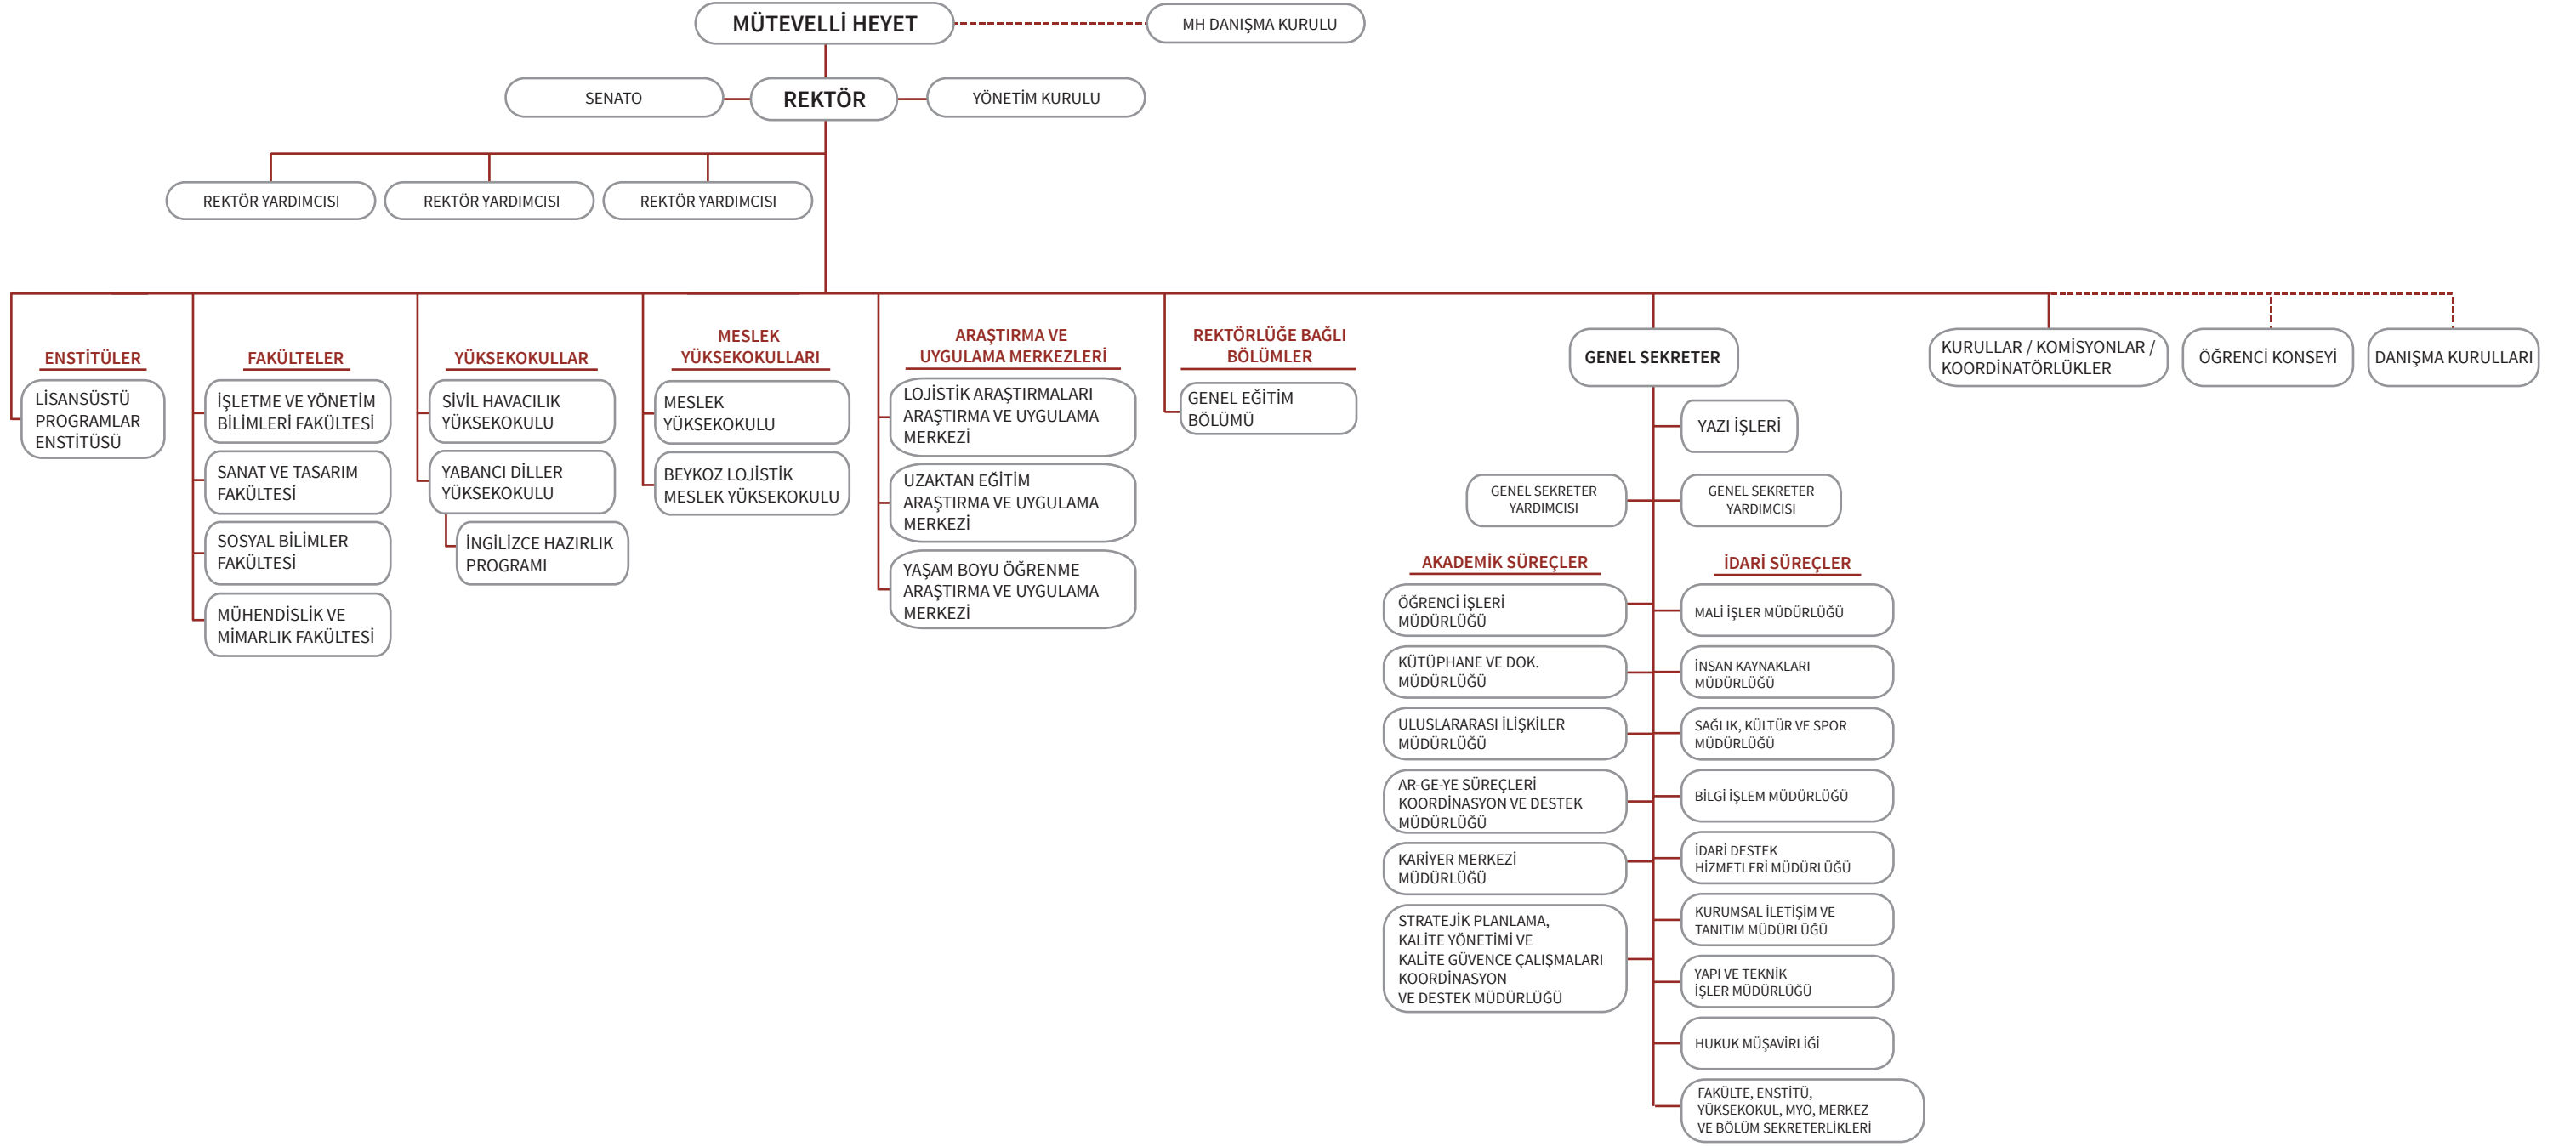 MÜTEVELLİ HEYET
MH DANIŞMA KURULU
SENATO
REKTÖR
YÖNETİM KURULU
REKTÖR YARDIMCISI
REKTÖR YARDIMCISI
REKTÖR YARDIMCISI
ENSTİTÜLER
LİSANSÜSTÜ
PROGRAMLAR
ENSTİTÜSÜ
FAKÜLTELER
İŞLETME VE YÖNETİM
BİLİMLERİ FAKÜLTESİ
SANAT VE TASARIM
FAKÜLTESİ
SOSYAL BİLİMLER
FAKÜLTESİ
MÜHENDİSLİK VE
MİMARLIK FAKÜLTESİ
YÜKSEKOKULLAR
SİVİL HAVACILIK
YÜKSEKOKULU
YABANCI DİLLER
YÜKSEKOKULU
İNGİLİZCE HAZIRLIK
PROGRAMI
MESLEK
YÜKSEKOKULLARI
MESLEK
YÜKSEKOKULU
BEYKOZ LOJİSTİK
MESLEK YÜKSEKOKULU
ARAŞTIRMA VE
UYGULAMA MERKEZLERİ
LOJİSTİK ARAŞTIRMALARI
ARAŞTIRMA VE UYGULAMA
MERKEZİ
UZAKTAN EĞİTİM
ARAŞTIRMA VE UYGULAMA
MERKEZİ
YAŞAM BOYU ÖĞRENME
ARAŞTIRMA VE UYGULAMA
MERKEZİ
REKTÖRLÜĞE BAĞLI
BÖLÜMLER
GENEL EĞİTİM
BÖLÜMÜ
GENEL SEKRETER
KURULLAR / KOMİSYONLAR /
KOORDİNATÖRLÜKLER
ÖĞRENCİ KONSEYİ
DANIŞMA KURULLARI
YAZI İŞLERİ
GENEL SEKRETER
YARDIMCISI
GENEL SEKRETER
YARDIMCISI
AKADEMİK SÜREÇLER
ÖĞRENCİ İŞLERİ
MÜDÜRLÜĞÜ
KÜTÜPHANE VE DOK.
MÜDÜRLÜĞÜ
ULUSLARARASI İLİŞKİLER
MÜDÜRLÜĞÜ
AR-GE-YE SÜREÇLERİ
KOORDİNASYON VE DESTEK
MÜDÜRLÜĞÜ
KARİYER MERKEZİ
MÜDÜRLÜĞÜ
STRATEJİK PLANLAMA,
KALİTE YÖNETİMİ VE
KALİTE GÜVENCE ÇALIŞMALARI
KOORDİNASYON
VE DESTEK MÜDÜRLÜĞÜ
İDARİ SÜREÇLER
MALİ İŞLER MÜDÜRLÜĞÜ
İNSAN KAYNAKLARI
MÜDÜRLÜĞÜ
SAĞLIK, KÜLTÜR VE SPOR
MÜDÜRLÜĞÜ
BİLGİ İŞLEM MÜDÜRLÜĞÜ
İDARİ DESTEK
HİZMETLERİ MÜDÜRLÜĞÜ
KURUMSAL İLETİŞİM VE
TANITIM MÜDÜRLÜĞÜ
YAPI VE TEKNİK
İŞLER MÜDÜRLÜĞÜ
HUKUK MÜŞAVİRLİĞİ
FAKÜLTE, ENSTİTÜ,
YÜKSEKOKUL, MYO, MERKEZ
VE BÖLÜM SEKRETERLİKLERİ